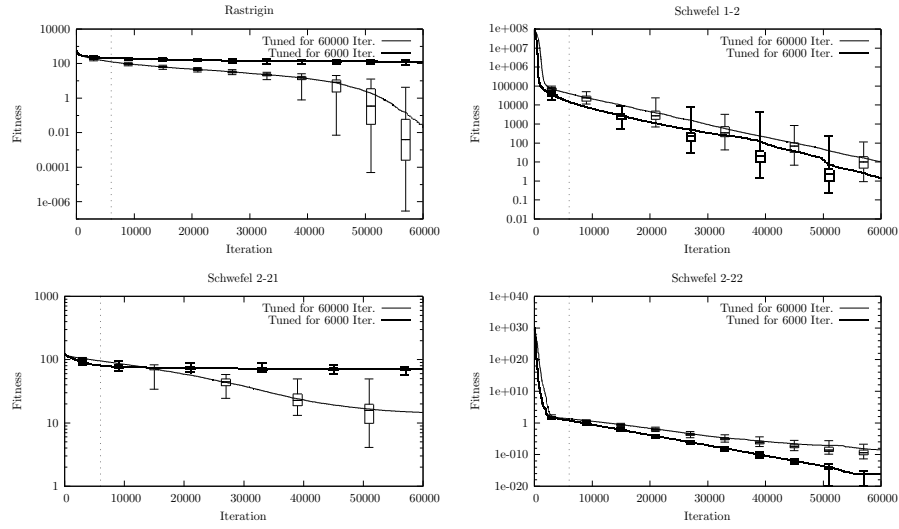 Rastrigin
10000
100
1
0.01
0.0001
1e-006
Fitness
Tuned for 60000 Iter.
Tuned for 6000 Iter.
0 10000 20000 30000 40000 50000 60000
Iteration
Schwefel 1-2
1e+008
1e+006
100000
10000
1000
100
10
1
0.1
0.01
Fitness
Tuned for 60000 Iter.
Tuned for 6000 Iter.
0 10000 20000 30000 40000 50000 60000
Iteration
Schwefel 2-21
1000
100
10
1
Fitness
Tuned for 60000 Iter.
Tuned for 6000 Iter.
0 10000 20000 30000 40000 50000 60000
Iteration
Schwefel 2-22
1e+040
1e+030
1e+020
1e+010
1
1e-010
1e-020
Fitness
Tuned for 60000 Iter.
Tuned for 6000 Iter.
0 10000 20000 30000 40000 50000 60000
Iteration